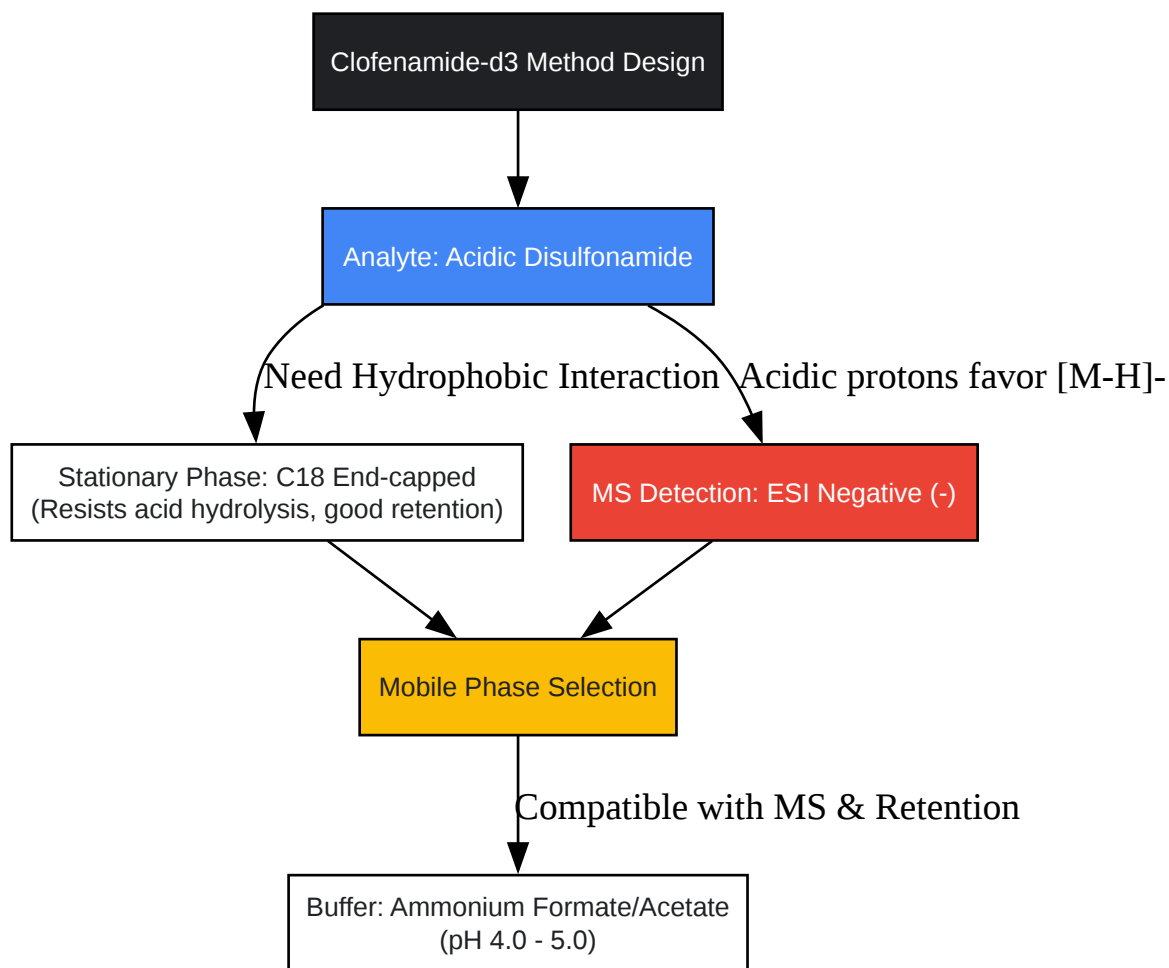 Clofenamide-d3 Method Design
Analyte: Acidic Disulfonamide
Need Hydrophobic Interaction
Acidic protons favor [M-H]-
Stationary Phase: C18 End-capped
(Resists acid hydrolysis, good retention)
MS Detection: ESI Negative (-)
Mobile Phase Selection
Compatible with MS & Retention
Buffer: Ammonium Formate/Acetate
(pH 4.0 - 5.0)